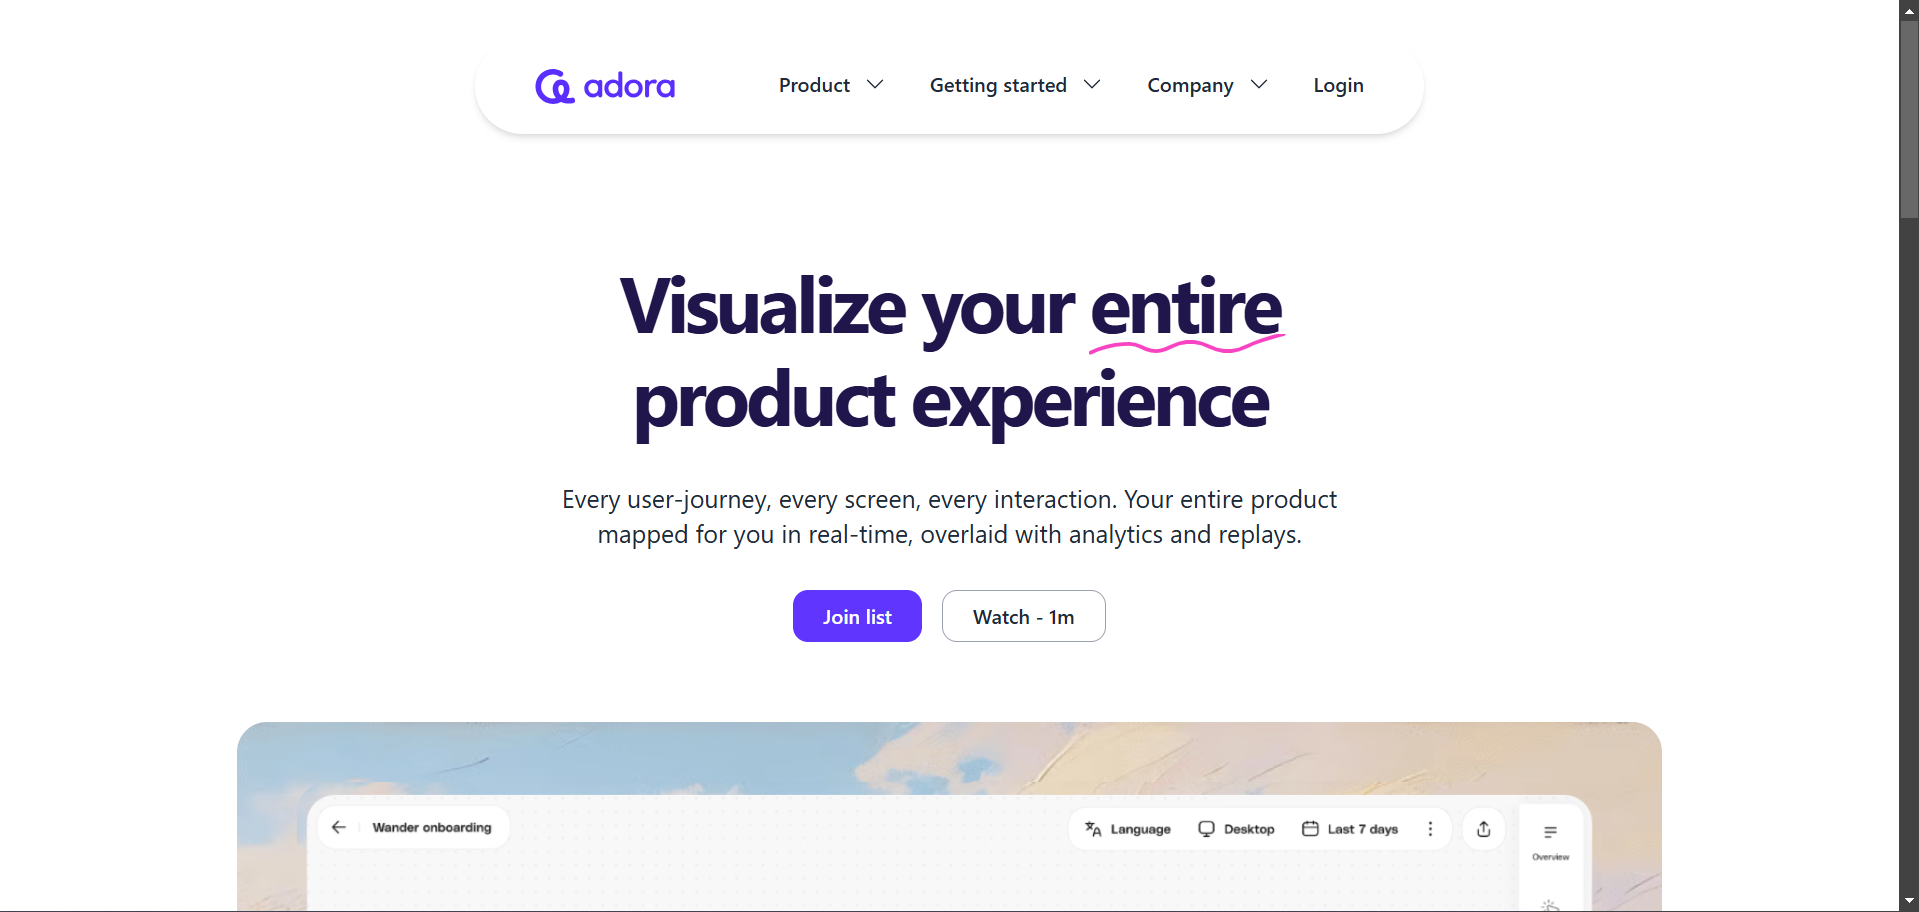 adora
Product
Getting started
Company
Login
Visualize your entire
product experience
Every user-journey, every screen, every interaction. Your entire product
mapped for you in real-time, overlaid with analytics and replays.
Join list
Watch - 1m
Wander onboarding
Language
Desktop
Last 7 days
Overview